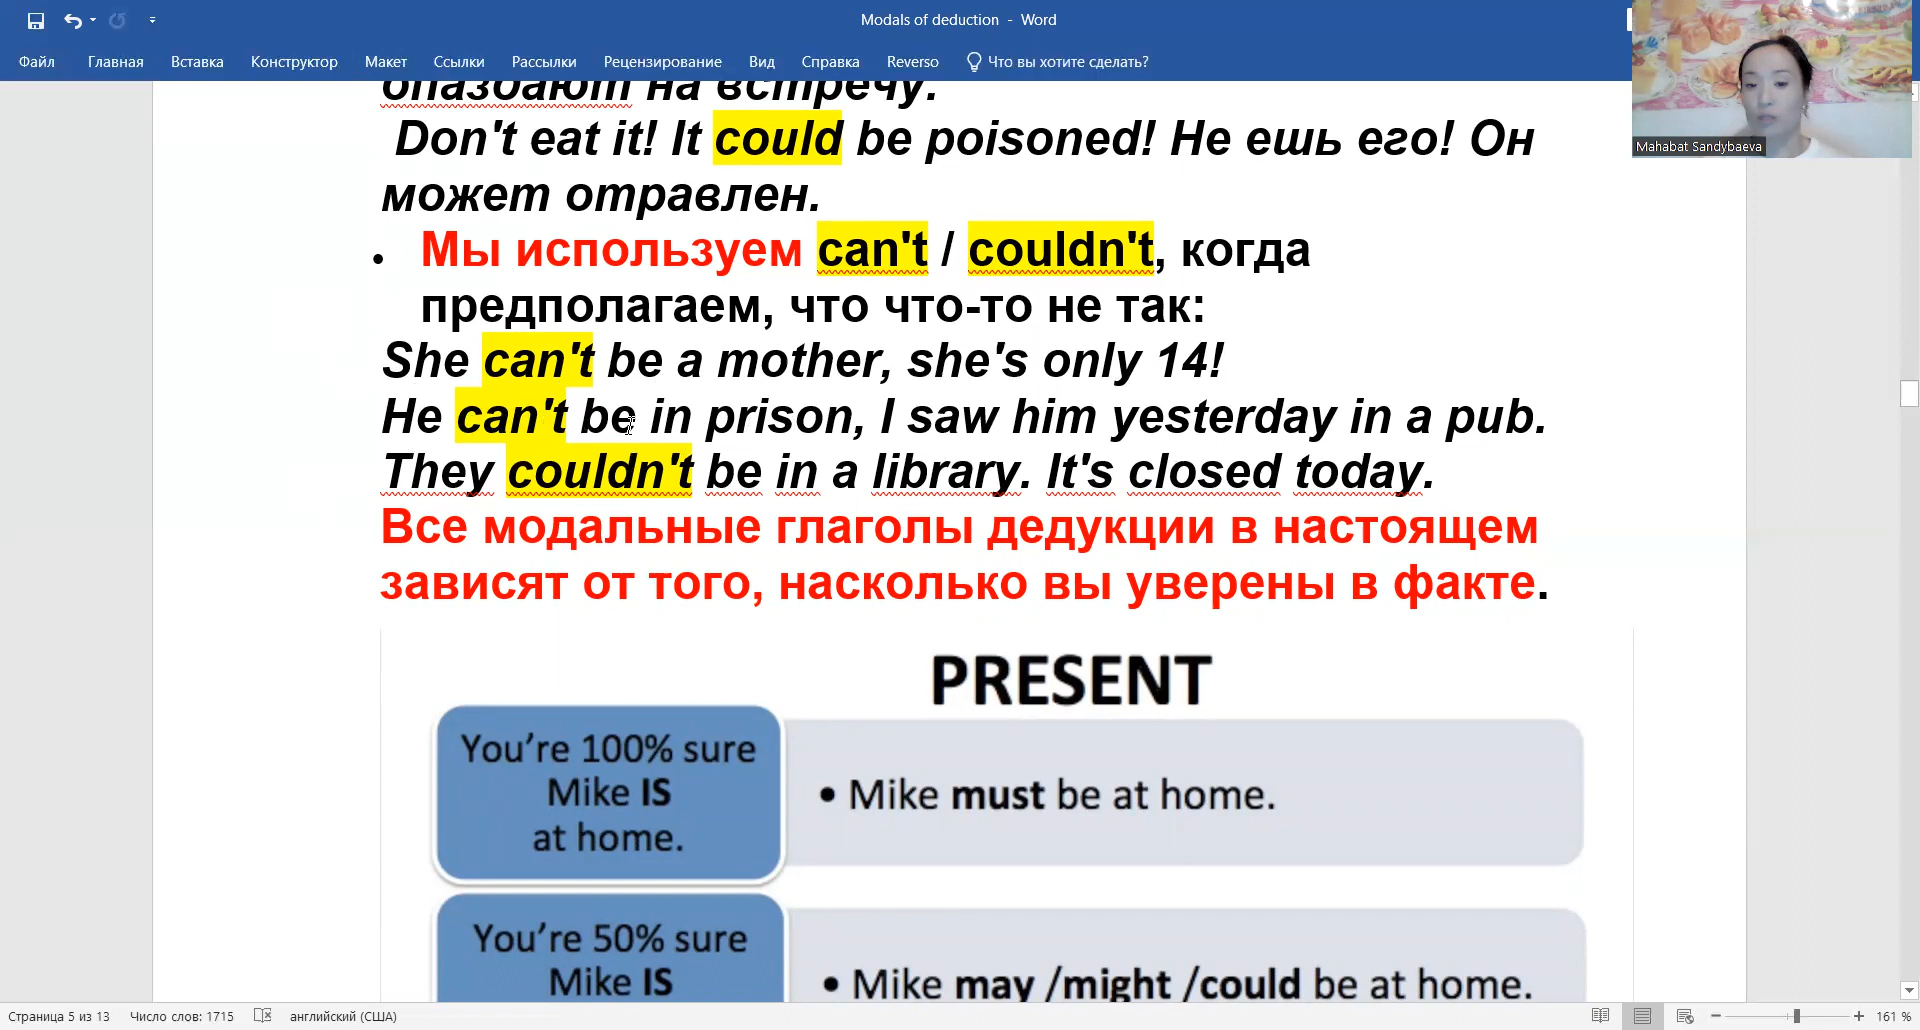 Modals of deduction - Word
Файл Главная Вставка Конструктор Макет Ссылки Рассылки Рецензирование Вид Справка Reverso Что вы хотите сделать?
Mahabat Sandybaeva
опаздают на встречу.
Don't eat it! It could be poisoned! Не ешь его! Он
может отравлен.
• Мы используем can't / couldn't, когда
предполагаем, что что-то не так:
She can't be a mother, she's only 14!
He can't be in prison, I saw him yesterday in a pub.
They couldn't be in a library. It's closed today.
Все модальные глаголы дедукции в настоящем
зависят от того, насколько вы уверены в факте.
PRESENT
You're 100% sure
Mike IS
at home.
• Mike must be at home.
You're 50% sure
Mike IS
• Mike may /might /could be at home.
Страница 5 из 13 Число слов: 1715 английский (США) 161 %